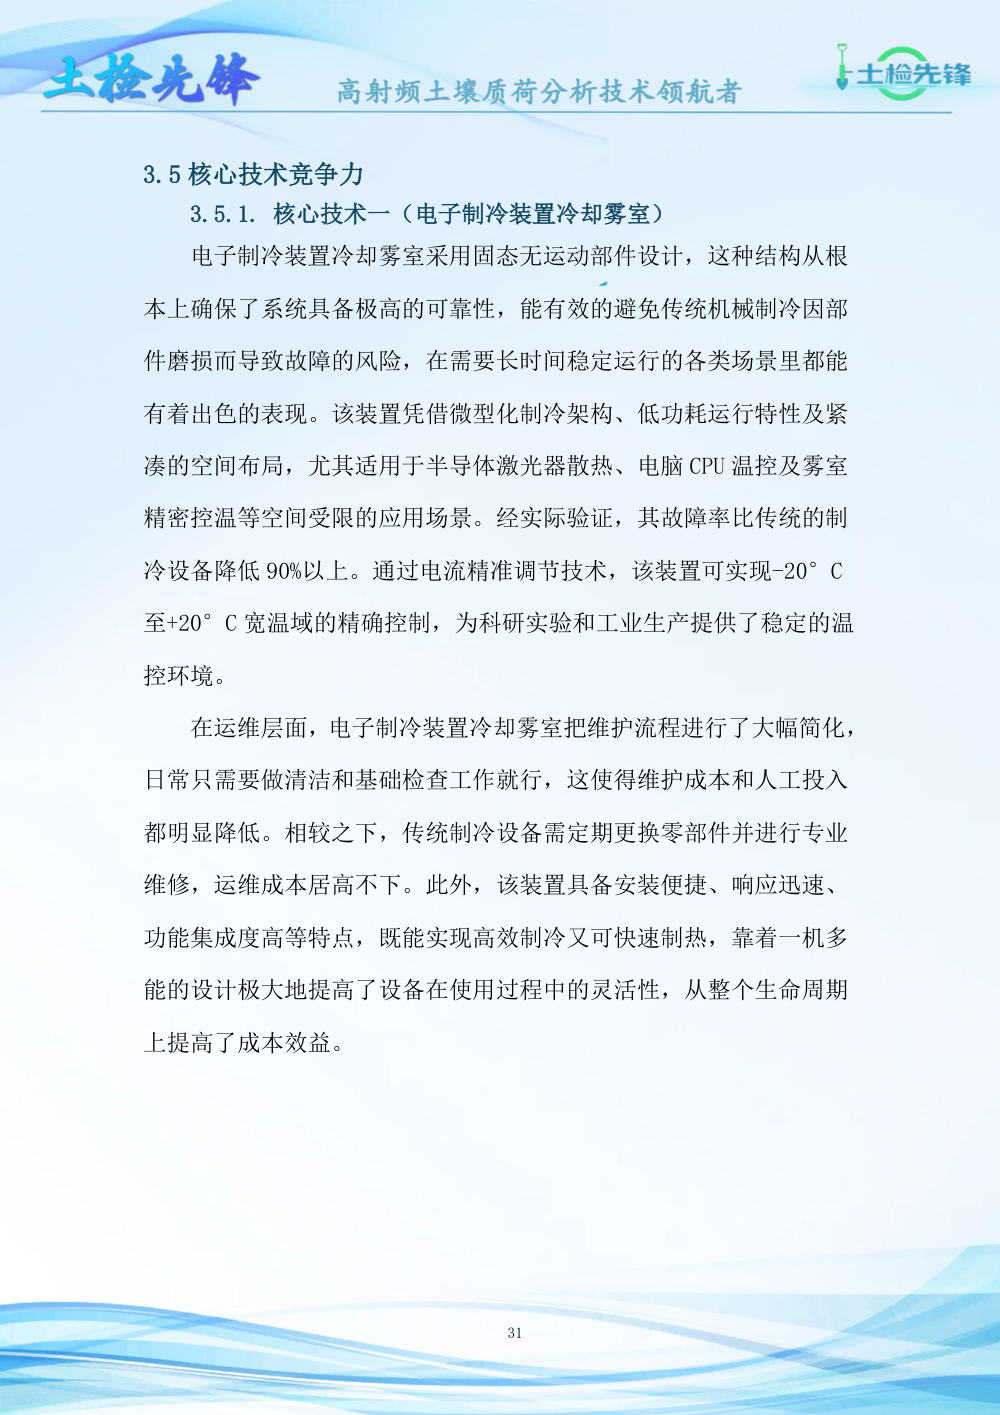 土检先锋
高射频土壤质荷分析技术领航者
土检先锋
3.5 核心技术竞争力
3.5.1. 核心技术一（电子制冷装置冷却雾室）
电子制冷装置冷却雾室采用固态无运动部件设计，这种结构从根
本上确保了系统具备极高的可靠性，能有效的避免传统机械制冷因部
件磨损而导致故障的风险，在需要长时间稳定运行的各类场景里都能
有着出色的表现。该装置凭借微型化制冷架构、低功耗运行特性及紧
凑的空间布局，尤其适用于半导体激光器散热、电脑 CPU 温控及雾室
精密控温等空间受限的应用场景。经实际验证，其故障率比传统的制
冷设备降低 90%以上。通过电流精准调节技术，该装置可实现-20°C
至+20°C 宽温域的精确控制，为科研实验和工业生产提供了稳定的温
控环境。
在运维层面，电子制冷装置冷却雾室把维护流程进行了大幅简化，
日常只需要做清洁和基础检查工作就行，这使得维护成本和人工投入
都明显降低。相较之下，传统制冷设备需定期更换零部件并进行专业
维修，运维成本居高不下。此外，该装置具备安装便捷、响应迅速、
功能集成度高等特点，既能实现高效制冷又可快速制热，靠着一机多
能的设计极大地提高了设备在使用过程中的灵活性，从整个生命周期
上提高了成本效益。
31